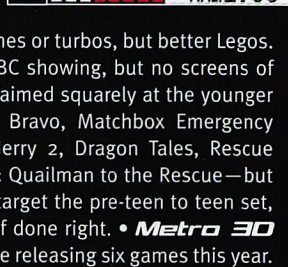 nes or turbos, but better Legos.
BC showing, but no screens of
aimed squarely at the younger
Bravo, Matchbox Emergency
erry 2, Dragon Tales, Rescue
Quailman to the Rescue—but
target the pre-teen to teen set,
f done right. • Metro 3D
e releasing six games this year.